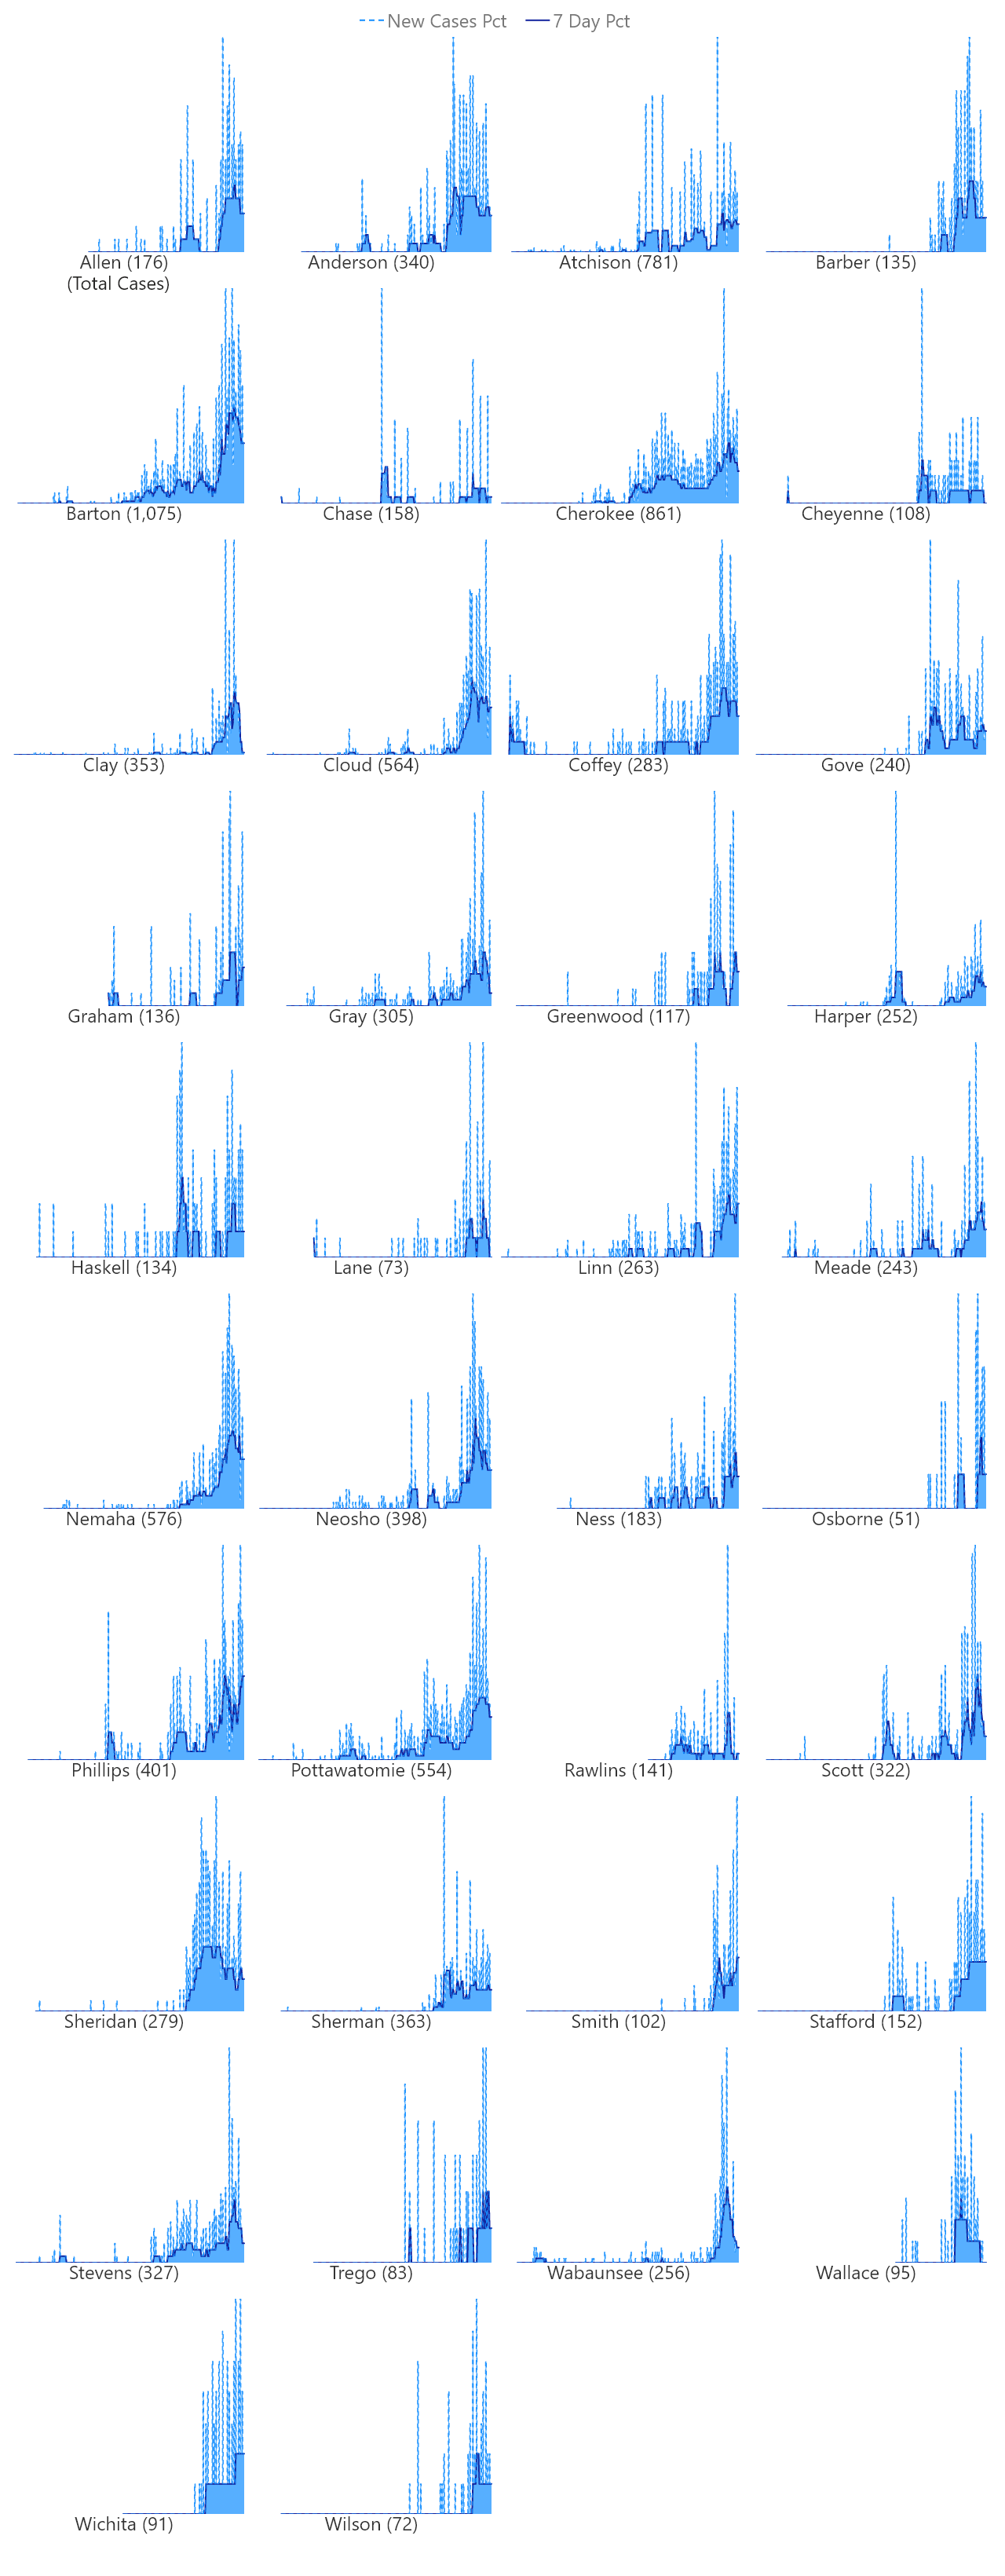 New Cases Pct 7 Day Pct
Allen (176)
(Total Cases)
Anderson (340)
Atchison (781)
Barber (135)
Barton (1,075)
Chase (158)
Cherokee (861)
Cheyenne (108)
Clay (353)
Cloud (564)
Coffey (283)
Gove (240)
Graham (136)
Gray (305)
Greenwood (117)
Harper (252)
Haskell (134)
Lane (73)
Linn (263)
Meade (243)
Nemaha (576)
Neosho (398)
Ness (183)
Osborne (51)
Phillips (401)
Pottawatomie (554)
Rawlins (141)
Scott (322)
Sheridan (279)
Sherman (363)
Smith (102)
Stafford (152)
Stevens (327)
Trego (83)
Wabaunsee (256)
Wallace (95)
Wichita (91)
Wilson (72)